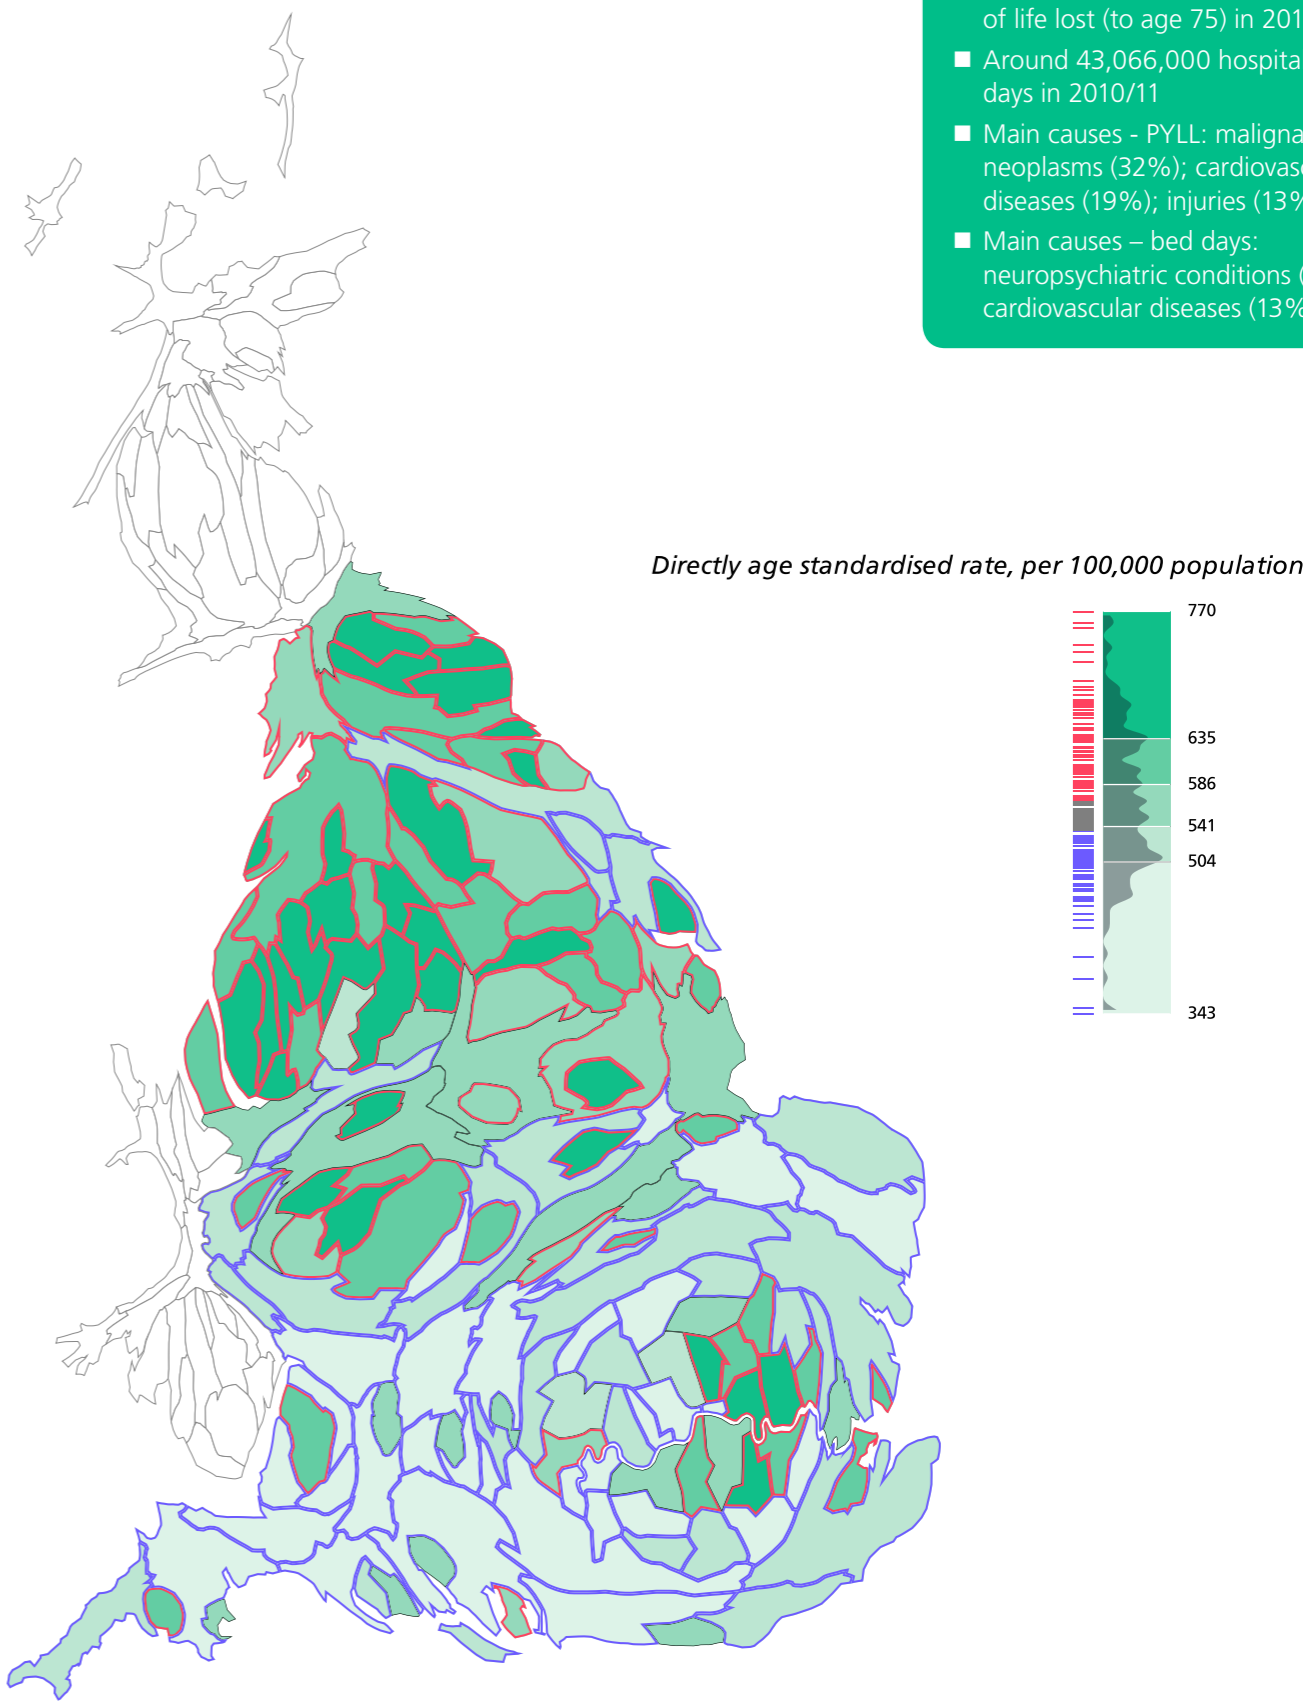 of life lost (to age 75) in 201
■ Around 43,066,000 hospita
days in 2010/11
■ Main causes - PYLL: maligna
neoplasms (32%); cardiovas
diseases (19%); injuries (13%
■ Main causes – bed days:
neuropsychiatric conditions (
cardiovascular diseases (13%
Directly age standardised rate, per 100,000 population
770
635
586
541
504
343